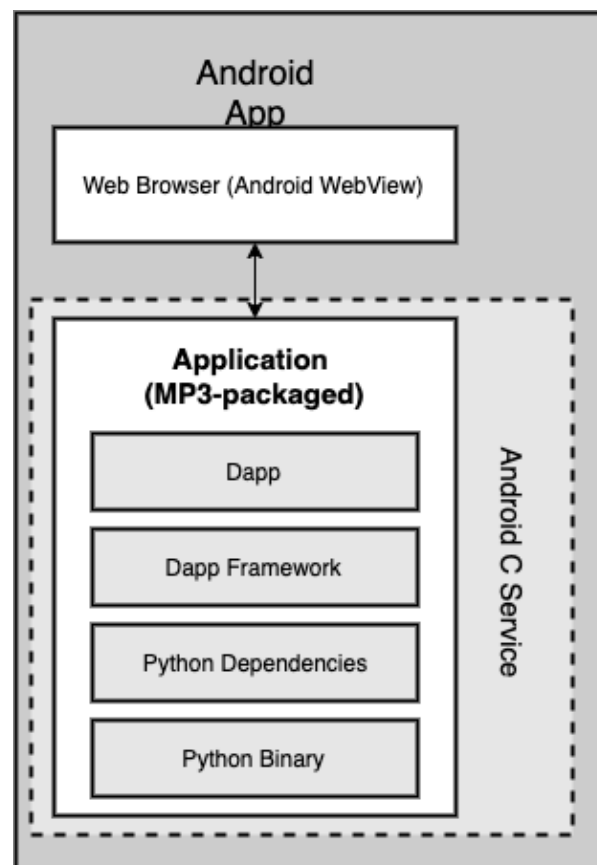 Android
App
Web Browser (Android WebView)
Application
(MP3-packaged)
Dapp
Dapp Framework
Python Dependencies
Python Binary
Android C Service